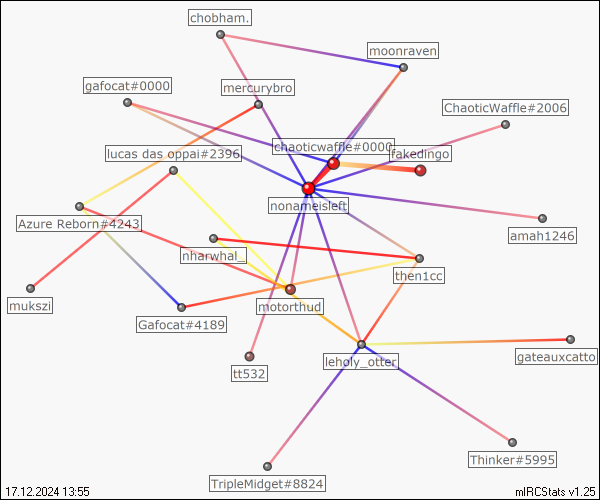 chobham.
moonraven
gafocat#0000
mercurybro
ChaoticWaffle#2006
chaoticwaffle#0000
fakedingo
lucas das oppai#2396
nonameisleft
Azure Reborn#4243
amah1246
nharwhal_
then1cc
mukszi
motorthud
Gafocat#4189
leholy_otter
gateauxcatto
tt532
Thinker#5995
TripleMidget#8824
17.12.2024 13:55
mIRCStats v1.25